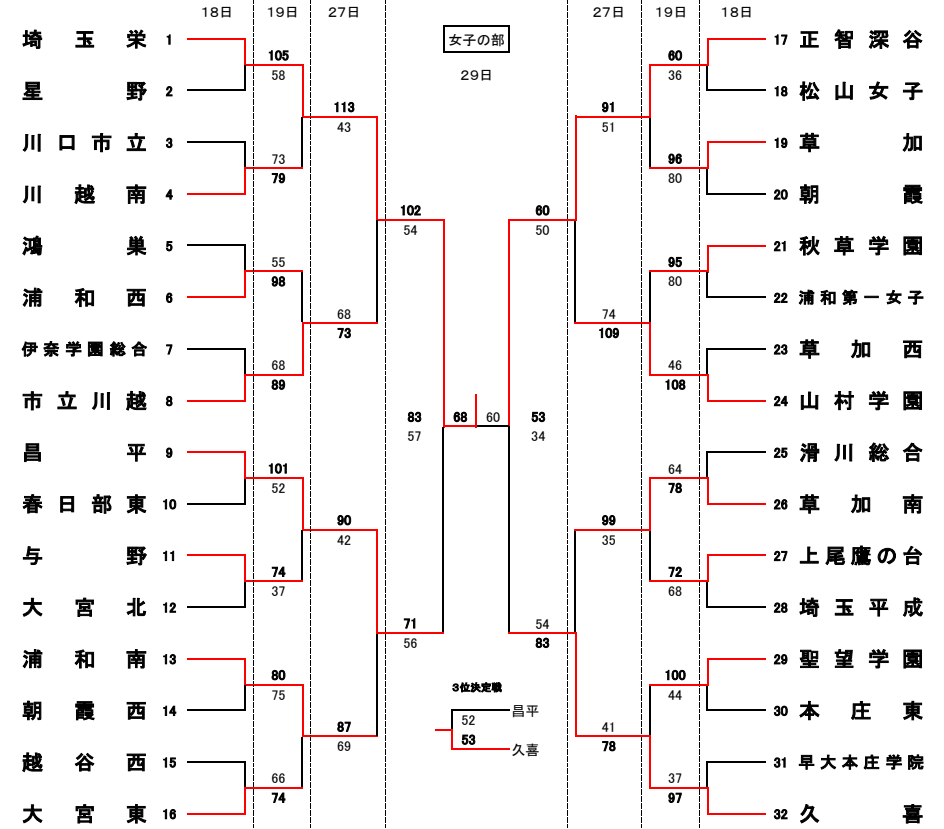 18日 19日 27日 27日 19日 18日
女子の部
29日
埼玉栄 1
105
58
星野 2
113
43
川口市立 3
73
79
川越南 4
102
54
鴻巣 5
55
98
浦和西 6
68
73
伊奈学園総合 7
68
89
市立川越 8
83
57
68 60
53
34
昌平 9
101
52
春日部東 10
90
42
与野 11
74
37
大宮北 12
71
56
浦和南 13
80
75
朝霞西 14
87
69
越谷西 15
66
74
大宮東 16
17 正智深谷
60
36
18 松山女子
91
51
19 草加
96
80
20 朝霞
60
50
21 秋草学園
95
80
22 浦和第一女子
74
109
23 草加西
46
108
24 山村学園
25 滑川総合
64
78
26 草加南
99
35
27 上尾鷹の台
72
68
28 埼玉平成
54
83
29 聖望学園
100
44
30 本庄東
41
78
31 早大本庄学院
37
97
32 久喜
3位決定戦
昌平
52
53
久喜